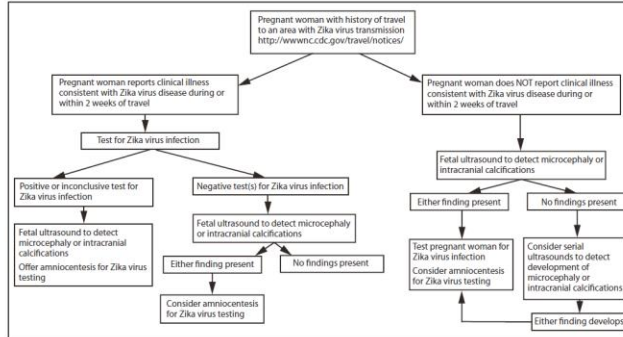 Pregnant woman with history of travel
to an area with Zika virus transmission
http://wwwnc.cdc.gov/travel/notices/
Pregnant woman reports clinical illness
consistent with Zika virus disease during or
within 2 weeks of travel
Test for Zika virus infection
Positive or inconclusive test for
Zika virus infection
Fetal ultrasound to detect
microcephaly or intracranial
calcifications
Offer amniocentesis for Zika virus
testing
Negative test(s) for Zika virus infection
Fetal ultrasound to detect microcephaly
or intracranial calcifications
Either finding present
No findings present
Consider amniocentesis
for Zika virus testing
Pregnant woman does NOT report clinical illness
consistent with Zika virus disease during or
within 2 weeks of travel
Fetal ultrasound to detect microcephaly or
intracranial calcifications
Either finding present
No findings present
Test pregnant woman for
Zika virus infection
Consider amniocentesis
for Zika virus testing
Consider serial
ultrasounds to detect
development of
microcephaly or
intracranial calcifications
Either finding develops